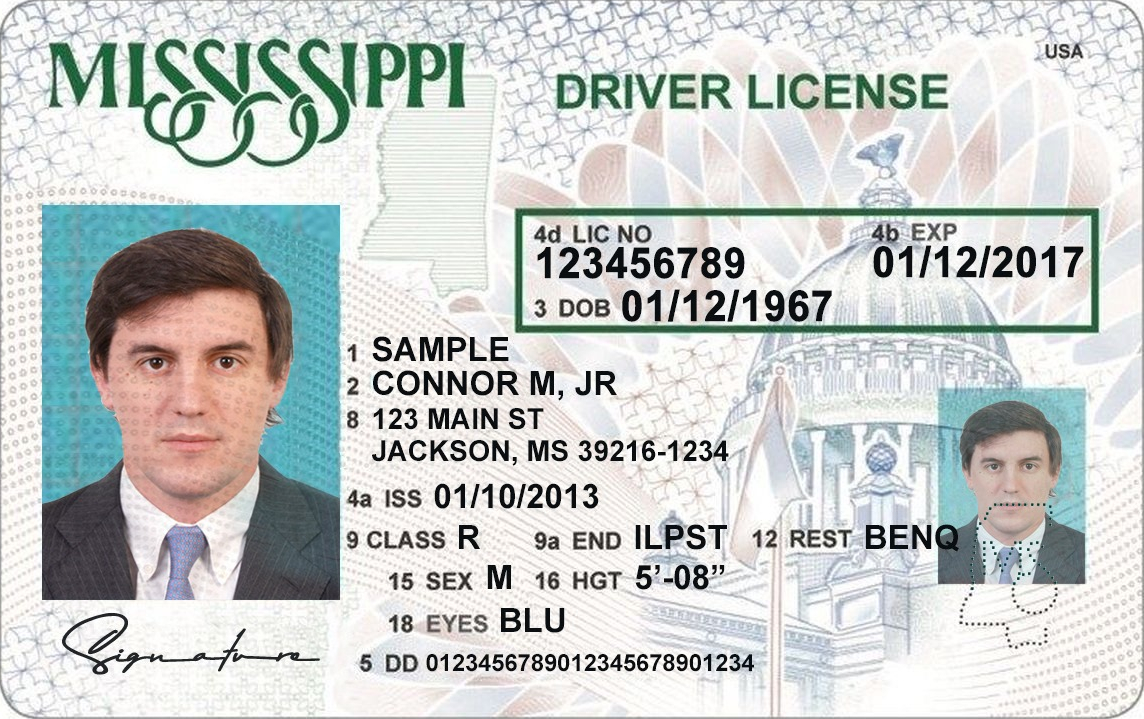 MISSISSIPPI
USA
DRIVER LICENSE
4d LIC NO 4b EXP
123456789 01/12/2017
3 DOB 01/12/1967
1 SAMPLE
2 CONNOR M, JR
8 123 MAIN ST
JACKSON, MS 39216-1234
4a ISS 01/10/2013
9 CLASS R 9a END ILPST 12 REST BENQ
15 SEX M 16 HGT 5'-08”
18 EYES BLU
Signature
5 DD 0123456789012345678901234